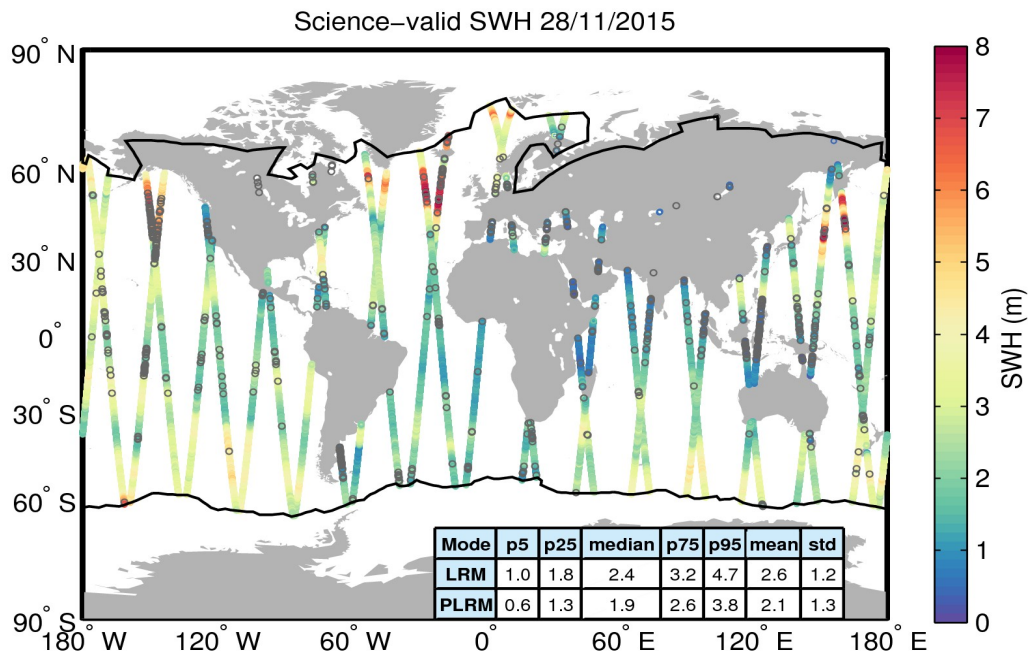 Science−valid SWH 28/11/2015
90° N
60° N
30° N
0°
30° S
60° S
90° S
180° W
120° W
60° W
0°
60° E
120° E
180° E
8
7
6
5
4
3
2
1
0
SWH (m)
Mode p5 p25 median p75 p95 mean std
LRM 1.0 1.8 2.4 3.2 4.7 2.6 1.2
PLRM 0.6 1.3 1.9 2.6 3.8 2.1 1.3